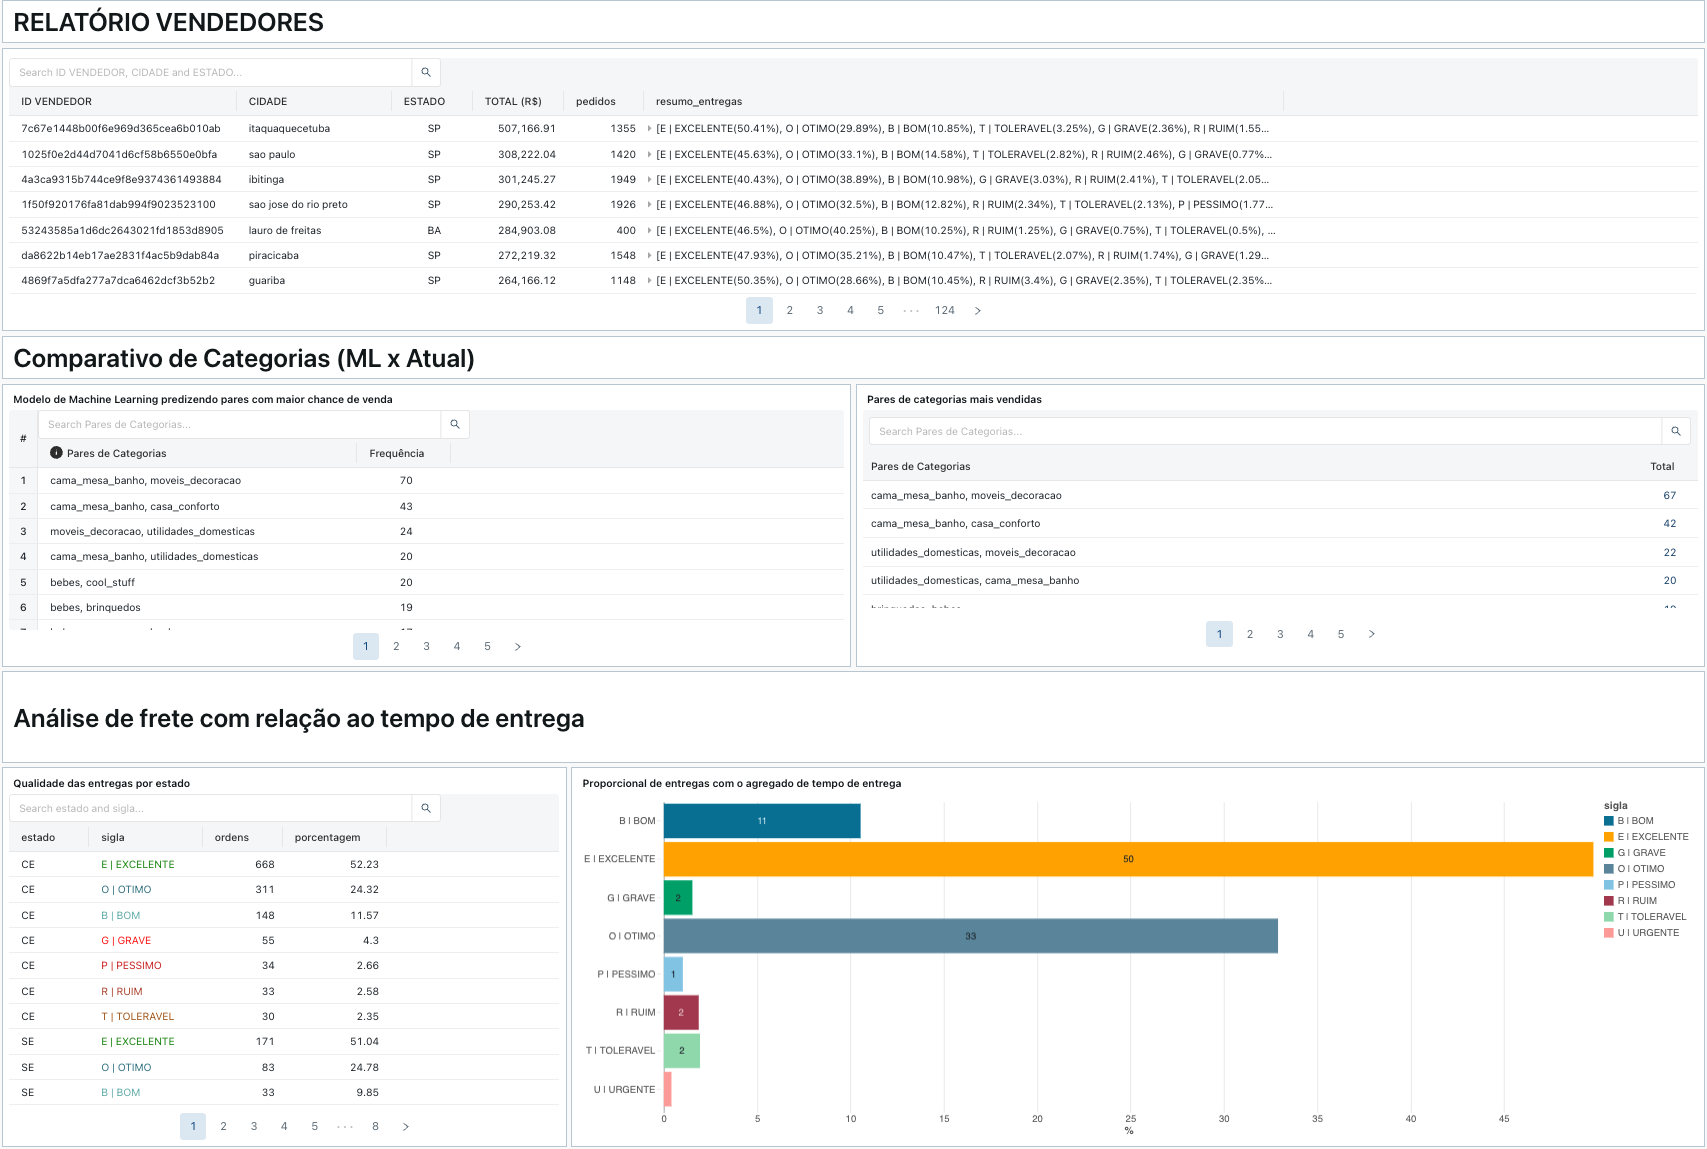 RELATÓRIO VENDEDORES
Search ID VENDEDOR, CIDADE and ESTADO...
ID VENDEDOR CIDADE ESTADO TOTAL (R$) pedidos resumo_entregas
7c67e1448b00f6e969d365cea6b010ab itaquaquecetuba SP 507,166.91 1355 [E | EXCELENTE(50.41%), O | OTIMO(29.89%), B | BOM(10.85%), T | TOLERAVEL(3.25%), G | GRAVE(2.36%), R | RUIM(1.55...
1025f0e2d44d7041d6cf58b6550e0bfa sao paulo SP 308,222.04 1420 [E | EXCELENTE(45.63%), O | OTIMO(33.1%), B | BOM(14.58%), T | TOLERAVEL(2.82%), R | RUIM(2.46%), G | GRAVE(0.77%...
4a3ca9315b744ce9f8e9374361493884 ibitinga SP 301,245.27 1949 [E | EXCELENTE(40.43%), O | OTIMO(38.89%), B | BOM(10.98%), G | GRAVE(3.03%), R | RUIM(2.41%), T | TOLERAVEL(2.05...
1f50f920176fa81dab994f9023523100 sao jose do rio preto SP 290,253.42 1926 [E | EXCELENTE(46.88%), O | OTIMO(32.5%), B | BOM(12.82%), R | RUIM(2.34%), T | TOLERAVEL(2.13%), P | PESSIMO(1.77...
53243585a1d6dc2643021fd1853d8905 lauro de freitas BA 284,903.08 400 [E | EXCELENTE(46.5%), O | OTIMO(40.25%), B | BOM(10.25%), R | RUIM(1.25%), G | GRAVE(0.75%), T | TOLERAVEL(0.5%), ...
da8622b14eb17ae2831f4ac5b9dab84a piracicaba SP 272,219.32 1548 [E | EXCELENTE(47.93%), O | OTIMO(35.21%), B | BOM(10.47%), T | TOLERAVEL(2.07%), R | RUIM(1.74%), G | GRAVE(1.29...
4869f7a5dfa277a7dca6462dcf3b52b2 guariba SP 264,166.12 1148 [E | EXCELENTE(50.35%), O | OTIMO(28.66%), B | BOM(10.45%), R | RUIM(3.4%), G | GRAVE(2.35%), T | TOLERAVEL(2.35%...
1 2 3 4 5 ... 124 >
Comparativo de Categorias (ML x Atual)
Modelo de Machine Learning predizendo pares com maior chance de venda
Search Pares de Categorias...
# Pares de Categorias Frequência
1 cama_mesa_banho, moveis_decoracao 70
2 cama_mesa_banho, casa_conforto 43
3 moveis_decoracao, utilidades_domesticas 24
4 cama_mesa_banho, utilidades_domesticas 20
5 bebes, cool_stuff 20
6 bebes, brinquedos 19
1 2 3 4 5 >
Pares de categorias mais vendidas
Search Pares de Categorias...
Pares de Categorias Total
cama_mesa_banho, moveis_decoracao 67
cama_mesa_banho, casa_conforto 42
utilidades_domesticas, moveis_decoracao 22
utilidades_domesticas, cama_mesa_banho 20
1 2 3 4 5 >
Análise de frete com relação ao tempo de entrega
Qualidade das entregas por estado
Search estado and sigla...
estado sigla ordens porcentagem
CE E | EXCELENTE 668 52.23
CE O | OTIMO 311 24.32
CE B | BOM 148 11.57
CE G | GRAVE 55 4.3
CE P | PESSIMO 34 2.66
CE R | RUIM 33 2.58
CE T | TOLERAVEL 30 2.35
SE E | EXCELENTE 171 51.04
SE O | OTIMO 83 24.78
SE B | BOM 33 9.85
1 2 3 4 5 ... 8 >
Proporcional de entregas com o agregado de tempo de entrega
B | BOM 11
E | EXCELENTE 50
G | GRAVE 2
O | OTIMO 33
P | PESSIMO 1
R | RUIM 2
T | TOLERAVEL 2
U | URGENTE
0 5 10 15 20 25 30 35 40 45
%
sigla
B | BOM
E | EXCELENTE
G | GRAVE
O | OTIMO
P | PESSIMO
R | RUIM
T | TOLERAVEL
U | URGENTE